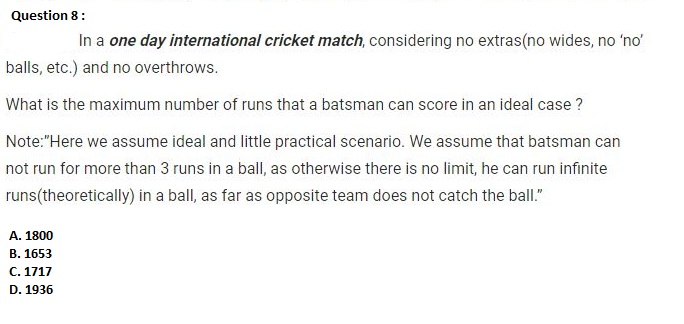 Question 8 :
In a one day international cricket match, considering no extras(no wides, no ‘no’
balls, etc.) and no overthrows.
What is the maximum number of runs that a batsman can score in an ideal case ?
Note:”Here we assume ideal and little practical scenario. We assume that batsman can
not run for more than 3 runs in a ball, as otherwise there is no limit, he can run infinite
runs(theoretically) in a ball, as far as opposite team does not catch the ball.”
A. 1800
B. 1653
C. 1717
D. 1936